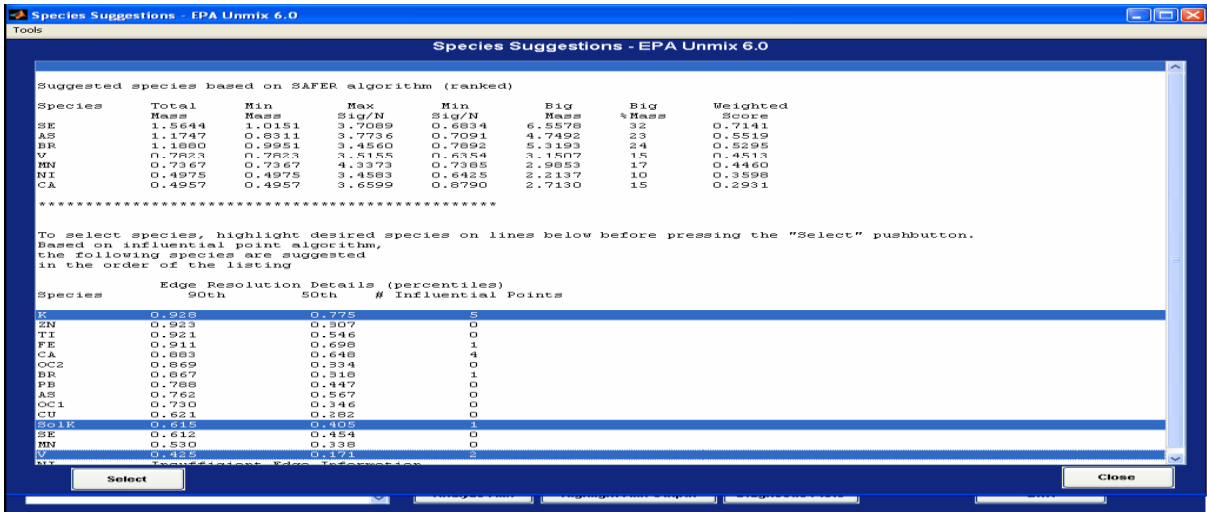 Species Suggestions - EPA Unmix 6.0
Tools
Species Suggestions - EPA Unmix 6.0
Suggested species based on SAFER algorithm (ranked)
Species Total Min Max Min Big Big Weighted
Mass Mass Sig/N Sig/N Mass %Mass Score
SE 1.5644 1.0151 3.7089 0.6834 6.5578 32 0.7141
AS 1.1747 0.8311 3.7736 0.7091 4.7492 23 0.5519
BR 1.1880 0.9951 3.4560 0.7892 5.3193 24 0.5295
V 0.7823 0.7823 3.5155 0.6354 3.1507 15 0.4513
MN 0.7367 0.7367 4.3373 0.7385 2.9853 17 0.4460
NI 0.4975 0.4975 3.4583 0.6425 2.2137 10 0.3598
CA 0.4957 0.4957 3.6599 0.8790 2.7130 15 0.2931
**************************************************
To select species, highlight desired species on lines below before pressing the "Select" pushbutton.
Based on influential point algorithm,
the following species are suggested
in the order of the listing
Edge Resolution Details (percentiles)
Species 90th 50th # Influential Points
K 0.928 0.775 5
ZN 0.923 0.307 0
TI 0.921 0.546 0
FE 0.911 0.698 1
CA 0.883 0.648 4
OC2 0.869 0.334 0
BR 0.867 0.318 1
PB 0.788 0.447 0
AS 0.762 0.567 0
OC1 0.730 0.346 0
CU 0.621 0.282 0
SolK 0.615 0.405 1
SE 0.612 0.454 0
MN 0.530 0.338 0
V 0.425 0.171 2
NI Insufficient Edge Information
Select Close